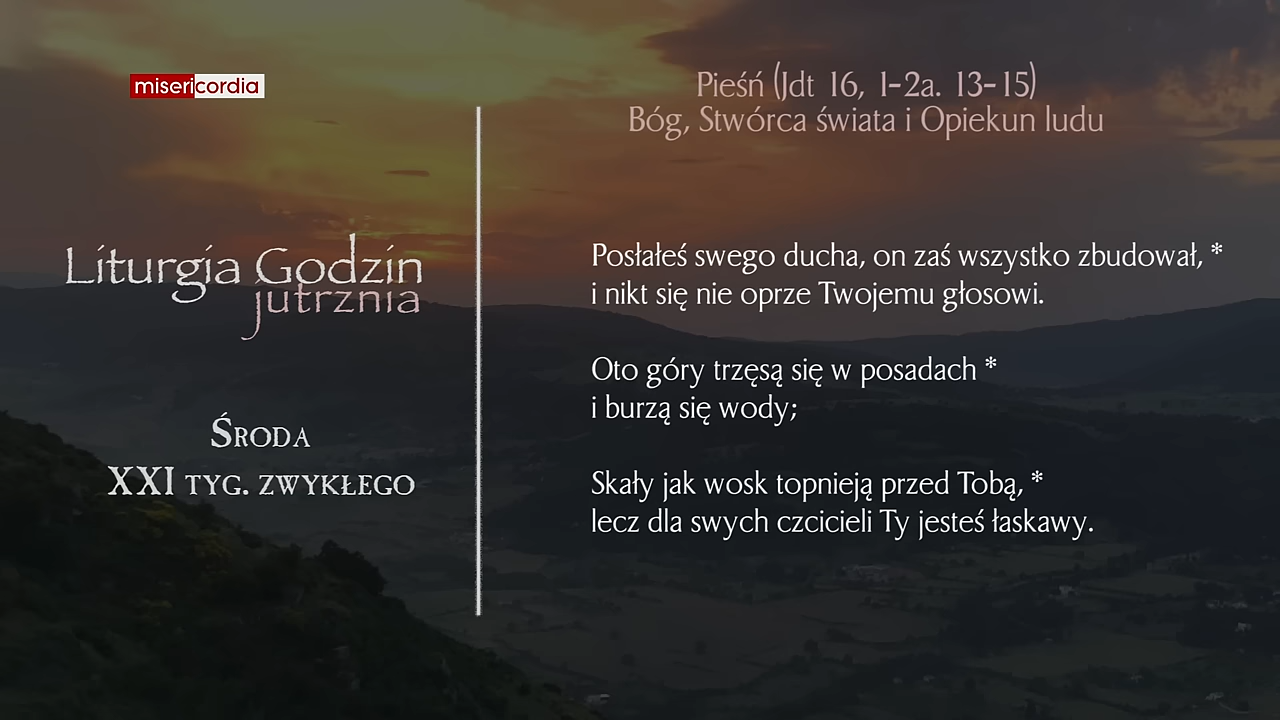 misericordia
Liturgia Godzin
jutrznia
Środa
XXI tyg. zwykłego
Pieśń (Jdt 16, 1-2a. 13-15)
Bóg, Stwórca świata i Opiekun ludu
Posłałeś swego ducha, on zaś wszystko zbudował, *
i nikt się nie oprze Twojemu głosowi.
Oto góry trzęsą się w posadach *
i burzą się wody;
Skały jak wosk topnieją przed Tobą, *
lecz dla swych czcicieli Ty jesteś łaskawy.